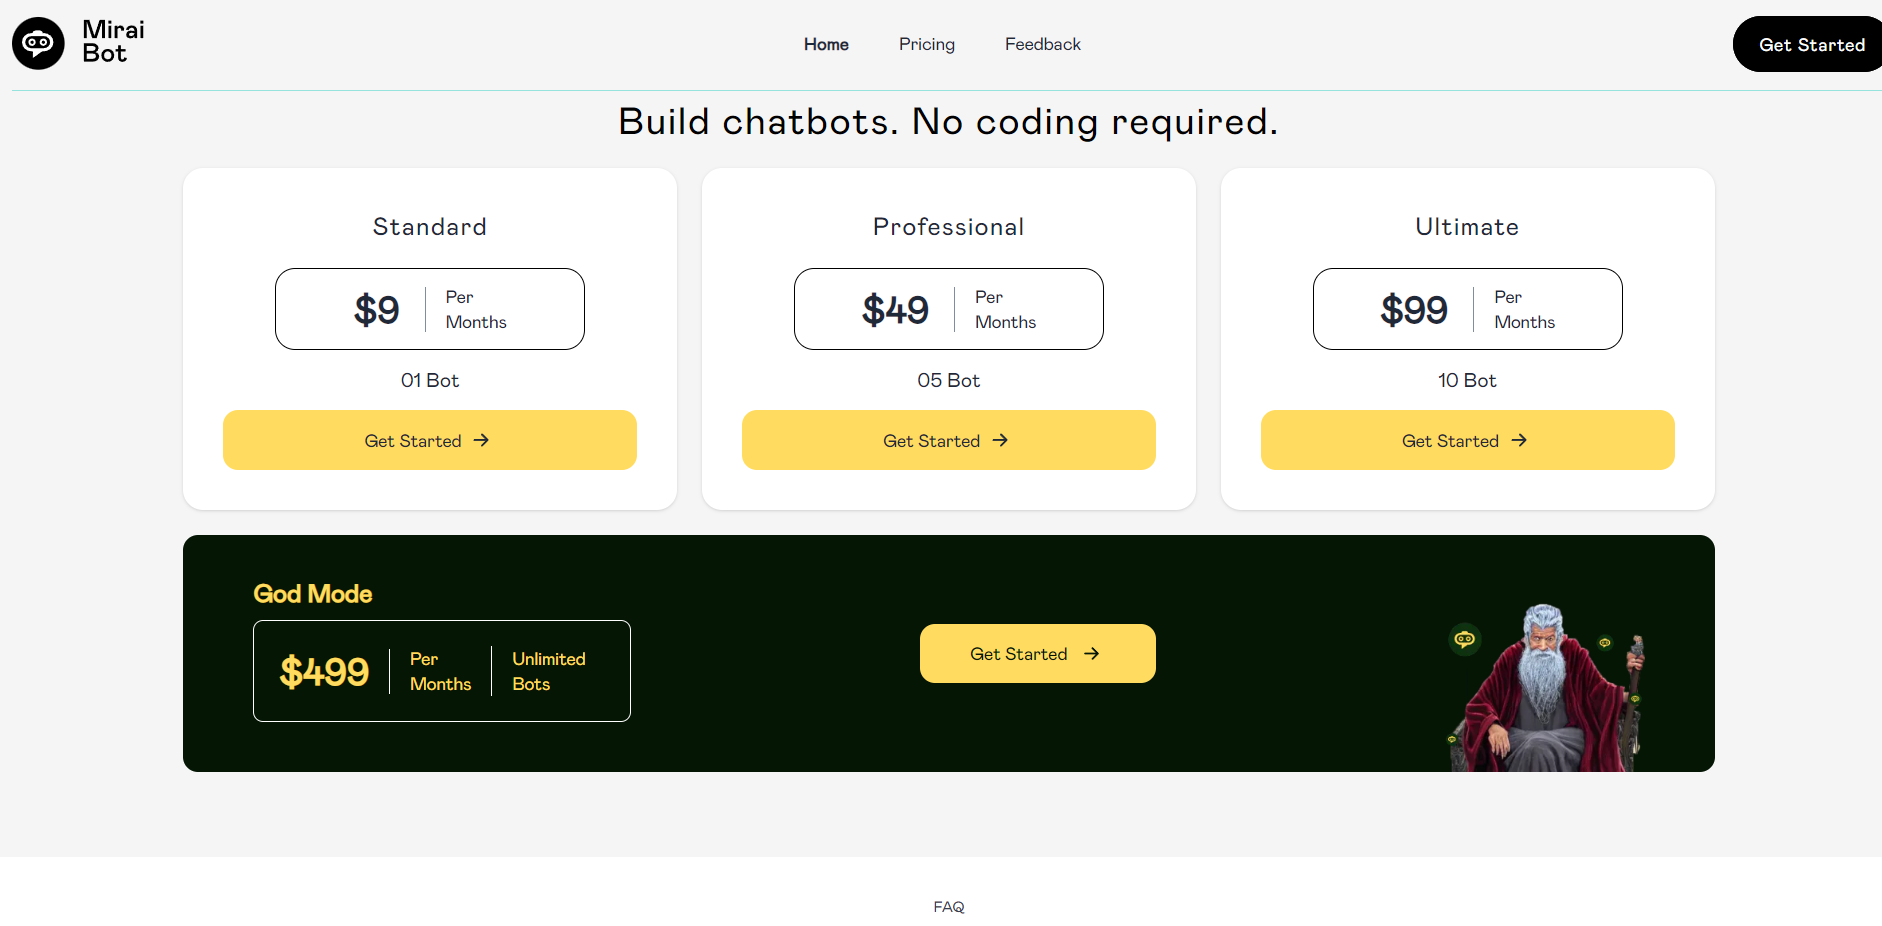 Mirai
Bot
Home
Pricing
Feedback
Get Started
Build chatbots. No coding required.
Standard
$9
Per
Months
01 Bot
Get Started →
Professional
$49
Per
Months
05 Bot
Get Started →
Ultimate
$99
Per
Months
10 Bot
Get Started →
God Mode
$499
Per
Months
Unlimited
Bots
Get Started →
FAQ